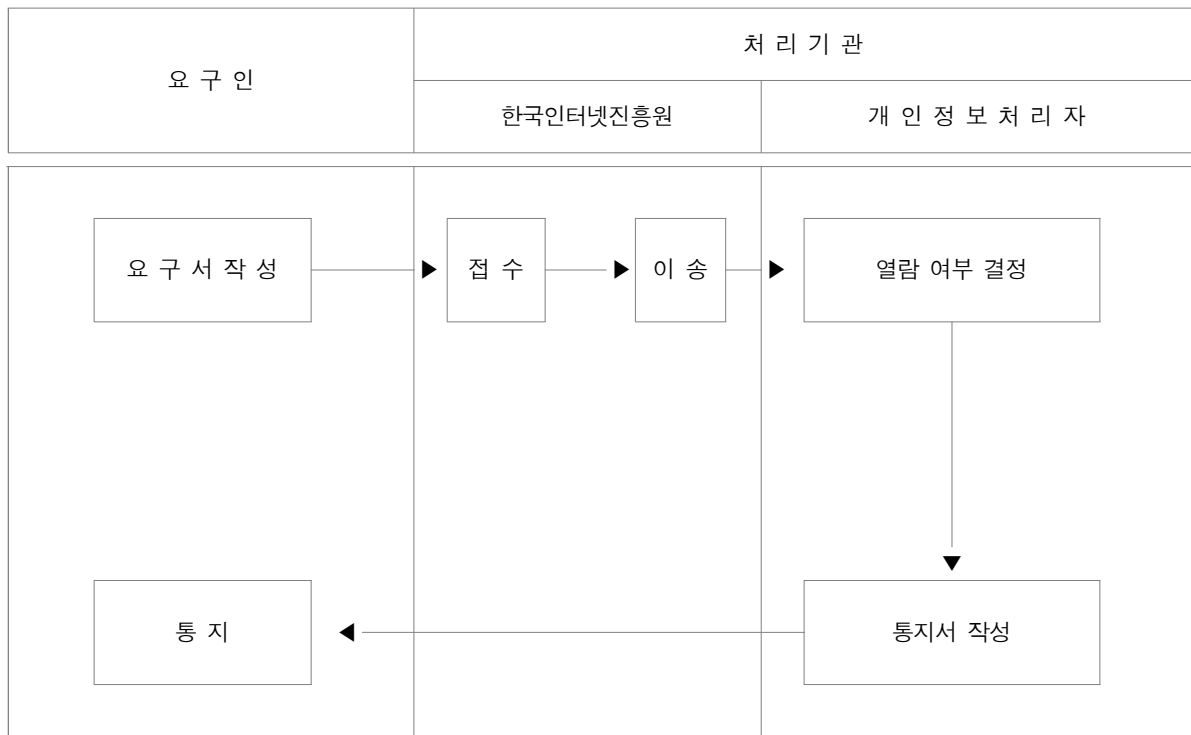 요 구 인
처 리 기 관
한국인터넷진흥원
개 인 정 보 처 리 자
요 구 서 작 성
접 수
이 송
열람 여부 결정
통 지
통지서 작성